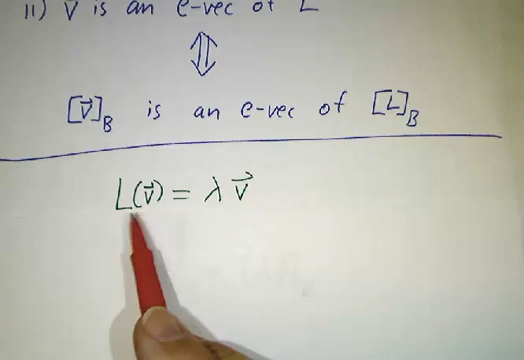 ii) v is an e-vec of L
⇕
[v⃗]_B is an e-vec of [L]_B
L(v⃗) = λ v⃗